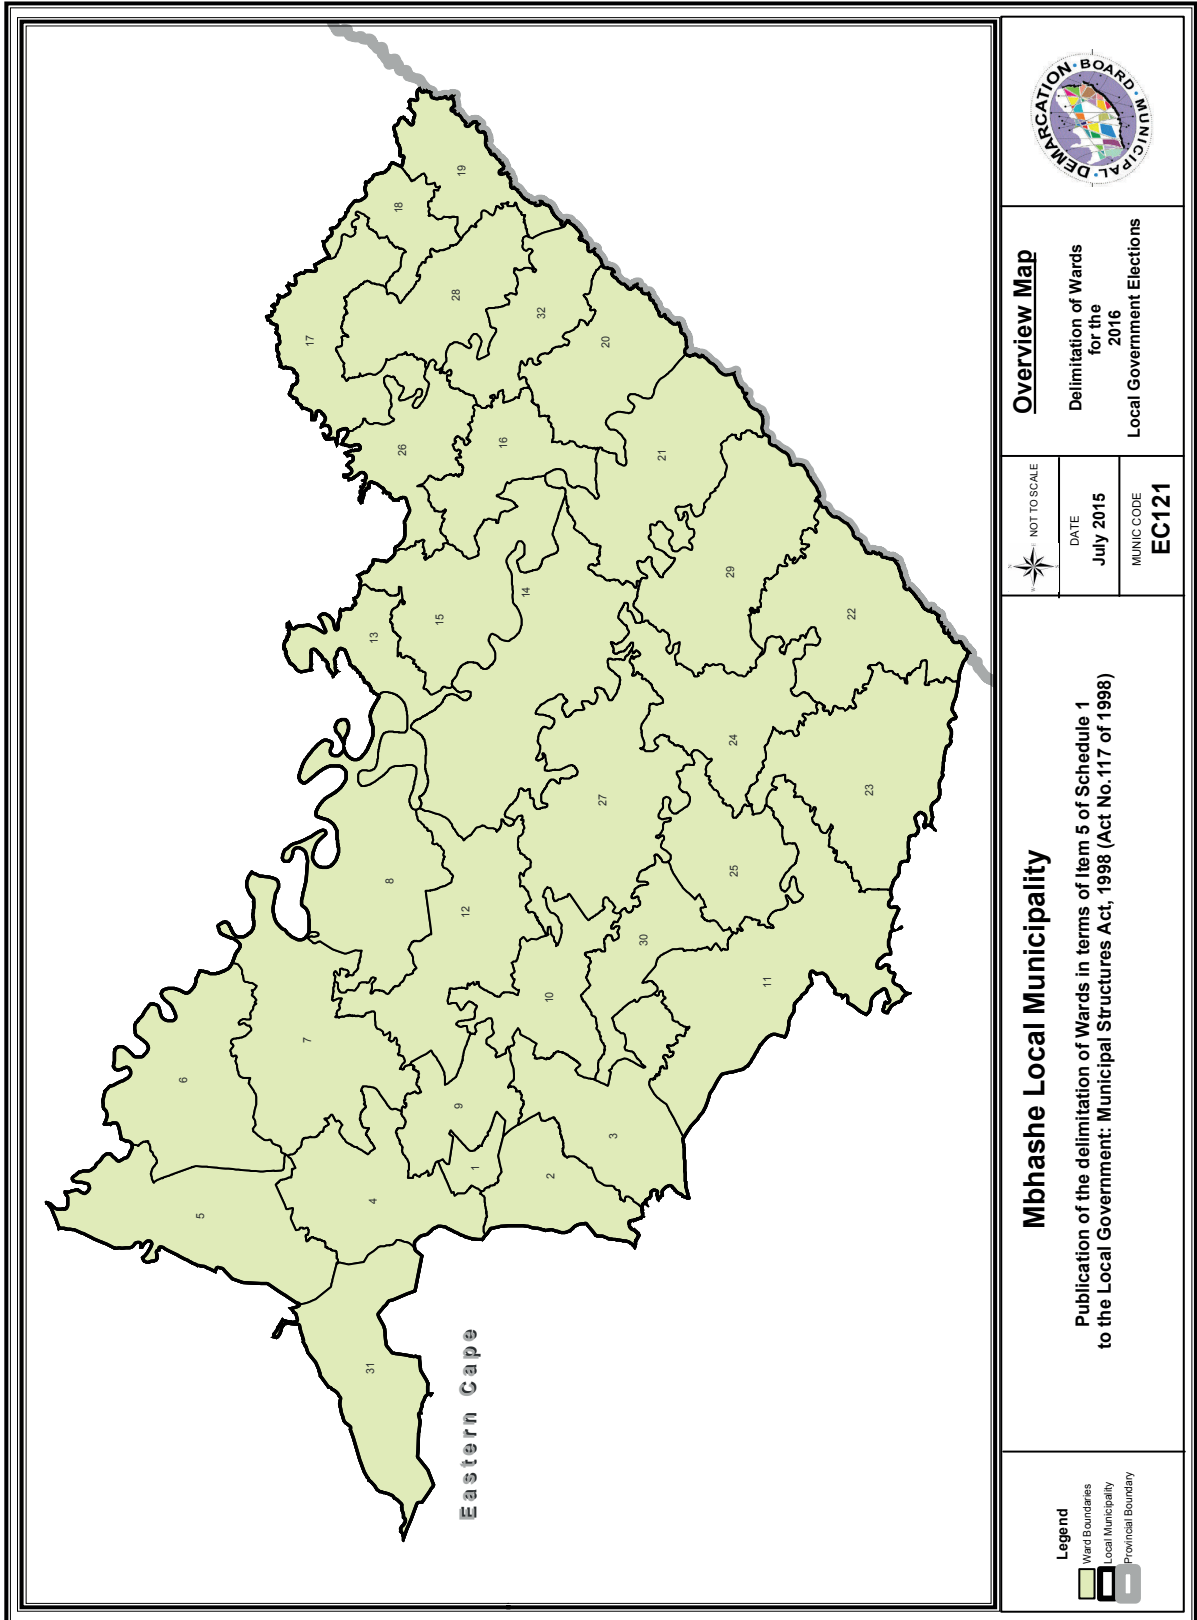 Eastern Cape
31
5
4
6
7
1
2
9
3
8
12
10
30
11
25
27
24
23
13
15
14
29
22
26
16
21
17
28
32
20
18
19
Legend
Ward Boundaries
Local Municipality
Provincial Boundary
Mbhashe Local Municipality
Publication of the delimitation of Wards in terms of Item 5 of Schedule 1
to the Local Government: Municipal Structures Act, 1998 (Act No.117 of 1998)
NOT TO SCALE
DATE
July 2015
MUNIC CODE
EC121
Overview Map
Delimitation of Wards
for the
2016
Local Government Elections
MUNICIPAL • DEMARCATION • BOARD •